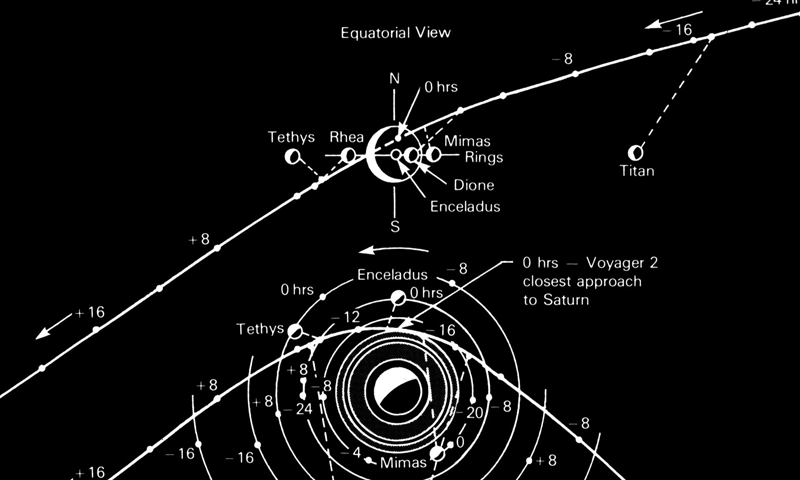 − 24 hr
− 16
Equatorial View
− 8
N
0 hrs
Tethys
Rhea
Mimas
Rings
Titan
Dione
Enceladus
S
+ 8
0 hrs — Voyager 2
closest approach
to Saturn
− 8
Enceladus
0 hrs
0 hrs
+ 16
− 12
− 16
Tethys
+ 8
+ 8
− 8
+ 8
− 24
− 20
− 8
− 8
− 16
− 16
− 4
0
Mimas
+ 8
+ 16